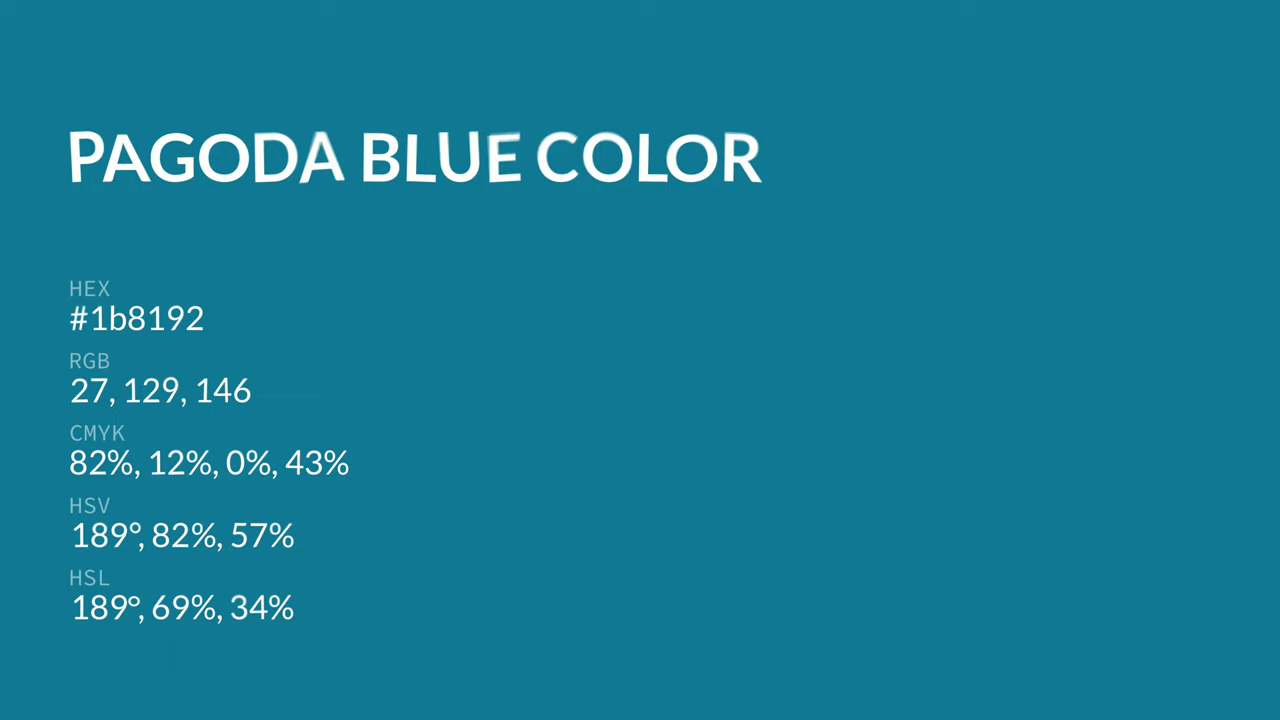 PAGODA BLUE COLOR
HEX
#1b8192
RGB
27, 129, 146
CMYK
82%, 12%, 0%, 43%
HSV
189°, 82%, 57%
HSL
189°, 69%, 34%